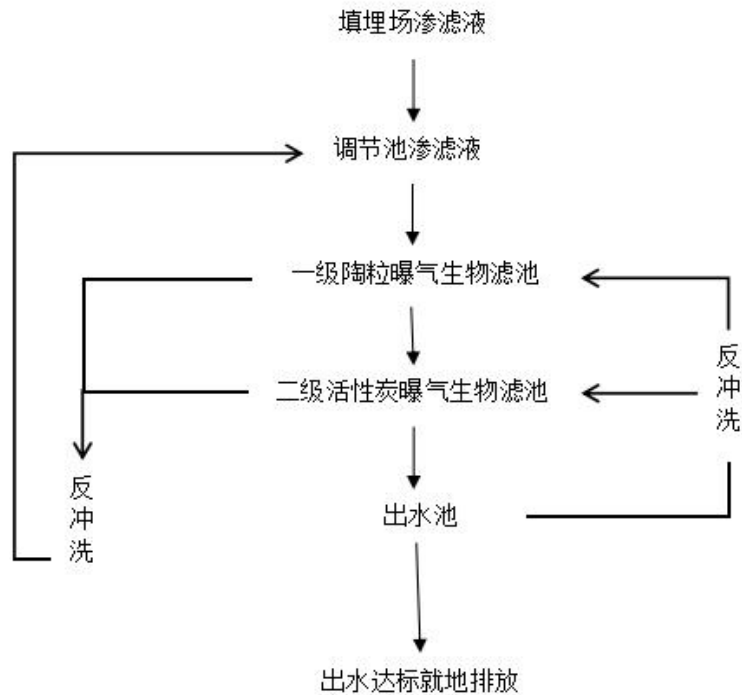 填埋场渗滤液
调节池渗滤液
一级陶粒曝气生物滤池
二级活性炭曝气生物滤池
反冲洗
反冲洗
出水池
出水达标就地排放